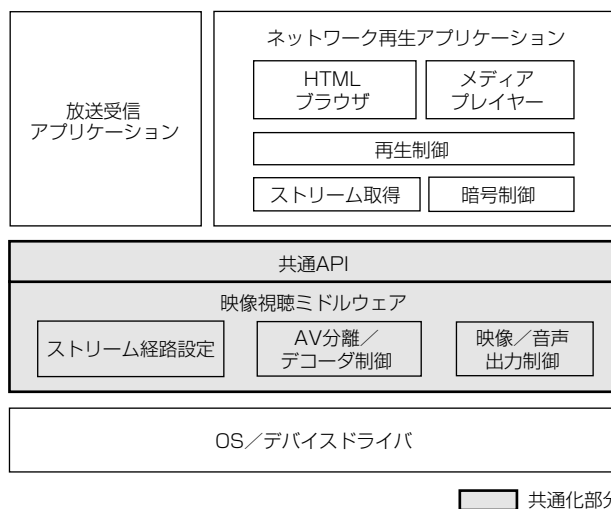 放送受信
アプリケーション
ネットワーク再生アプリケーション
HTML
ブラウザ
メディア
プレイヤー
再生制御
ストリーム取得
暗号制御
共通API
映像視聴ミドルウェア
ストリーム経路設定
AV分離／
デコーダ制御
映像／音声
出力制御
OS／デバイスドライバ
共通化部分